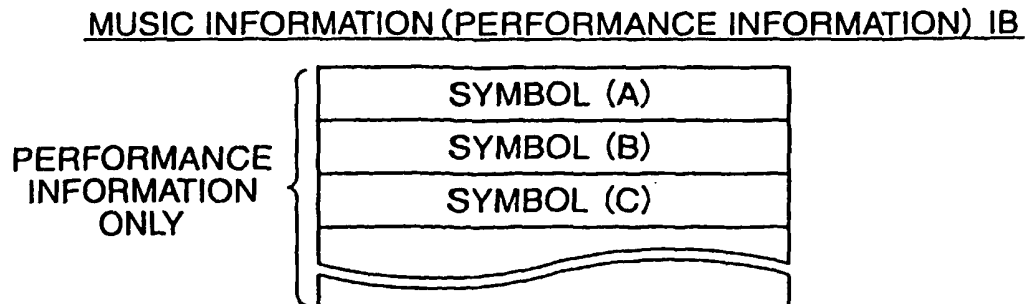 MUSIC INFORMATION (PERFORMANCE INFORMATION) IB
SYMBOL (A)
SYMBOL (B)
SYMBOL (C)
PERFORMANCE
INFORMATION
ONLY